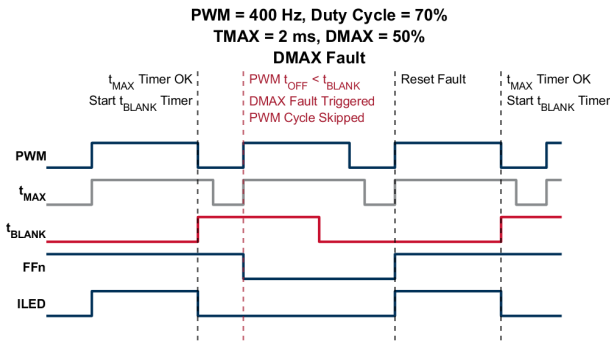 PWM = 400 Hz, Duty Cycle = 70%
TMAX = 2 ms, DMAX = 50%
DMAX Fault
tMAX Timer OK
Start tBLANK Timer
PWM tOFF < tBLANK
DMAX Fault Triggered
PWM Cycle Skipped
Reset Fault
tMAX Timer OK
Start tBLANK Timer
PWM
tMAX
tBLANK
FFn
ILED